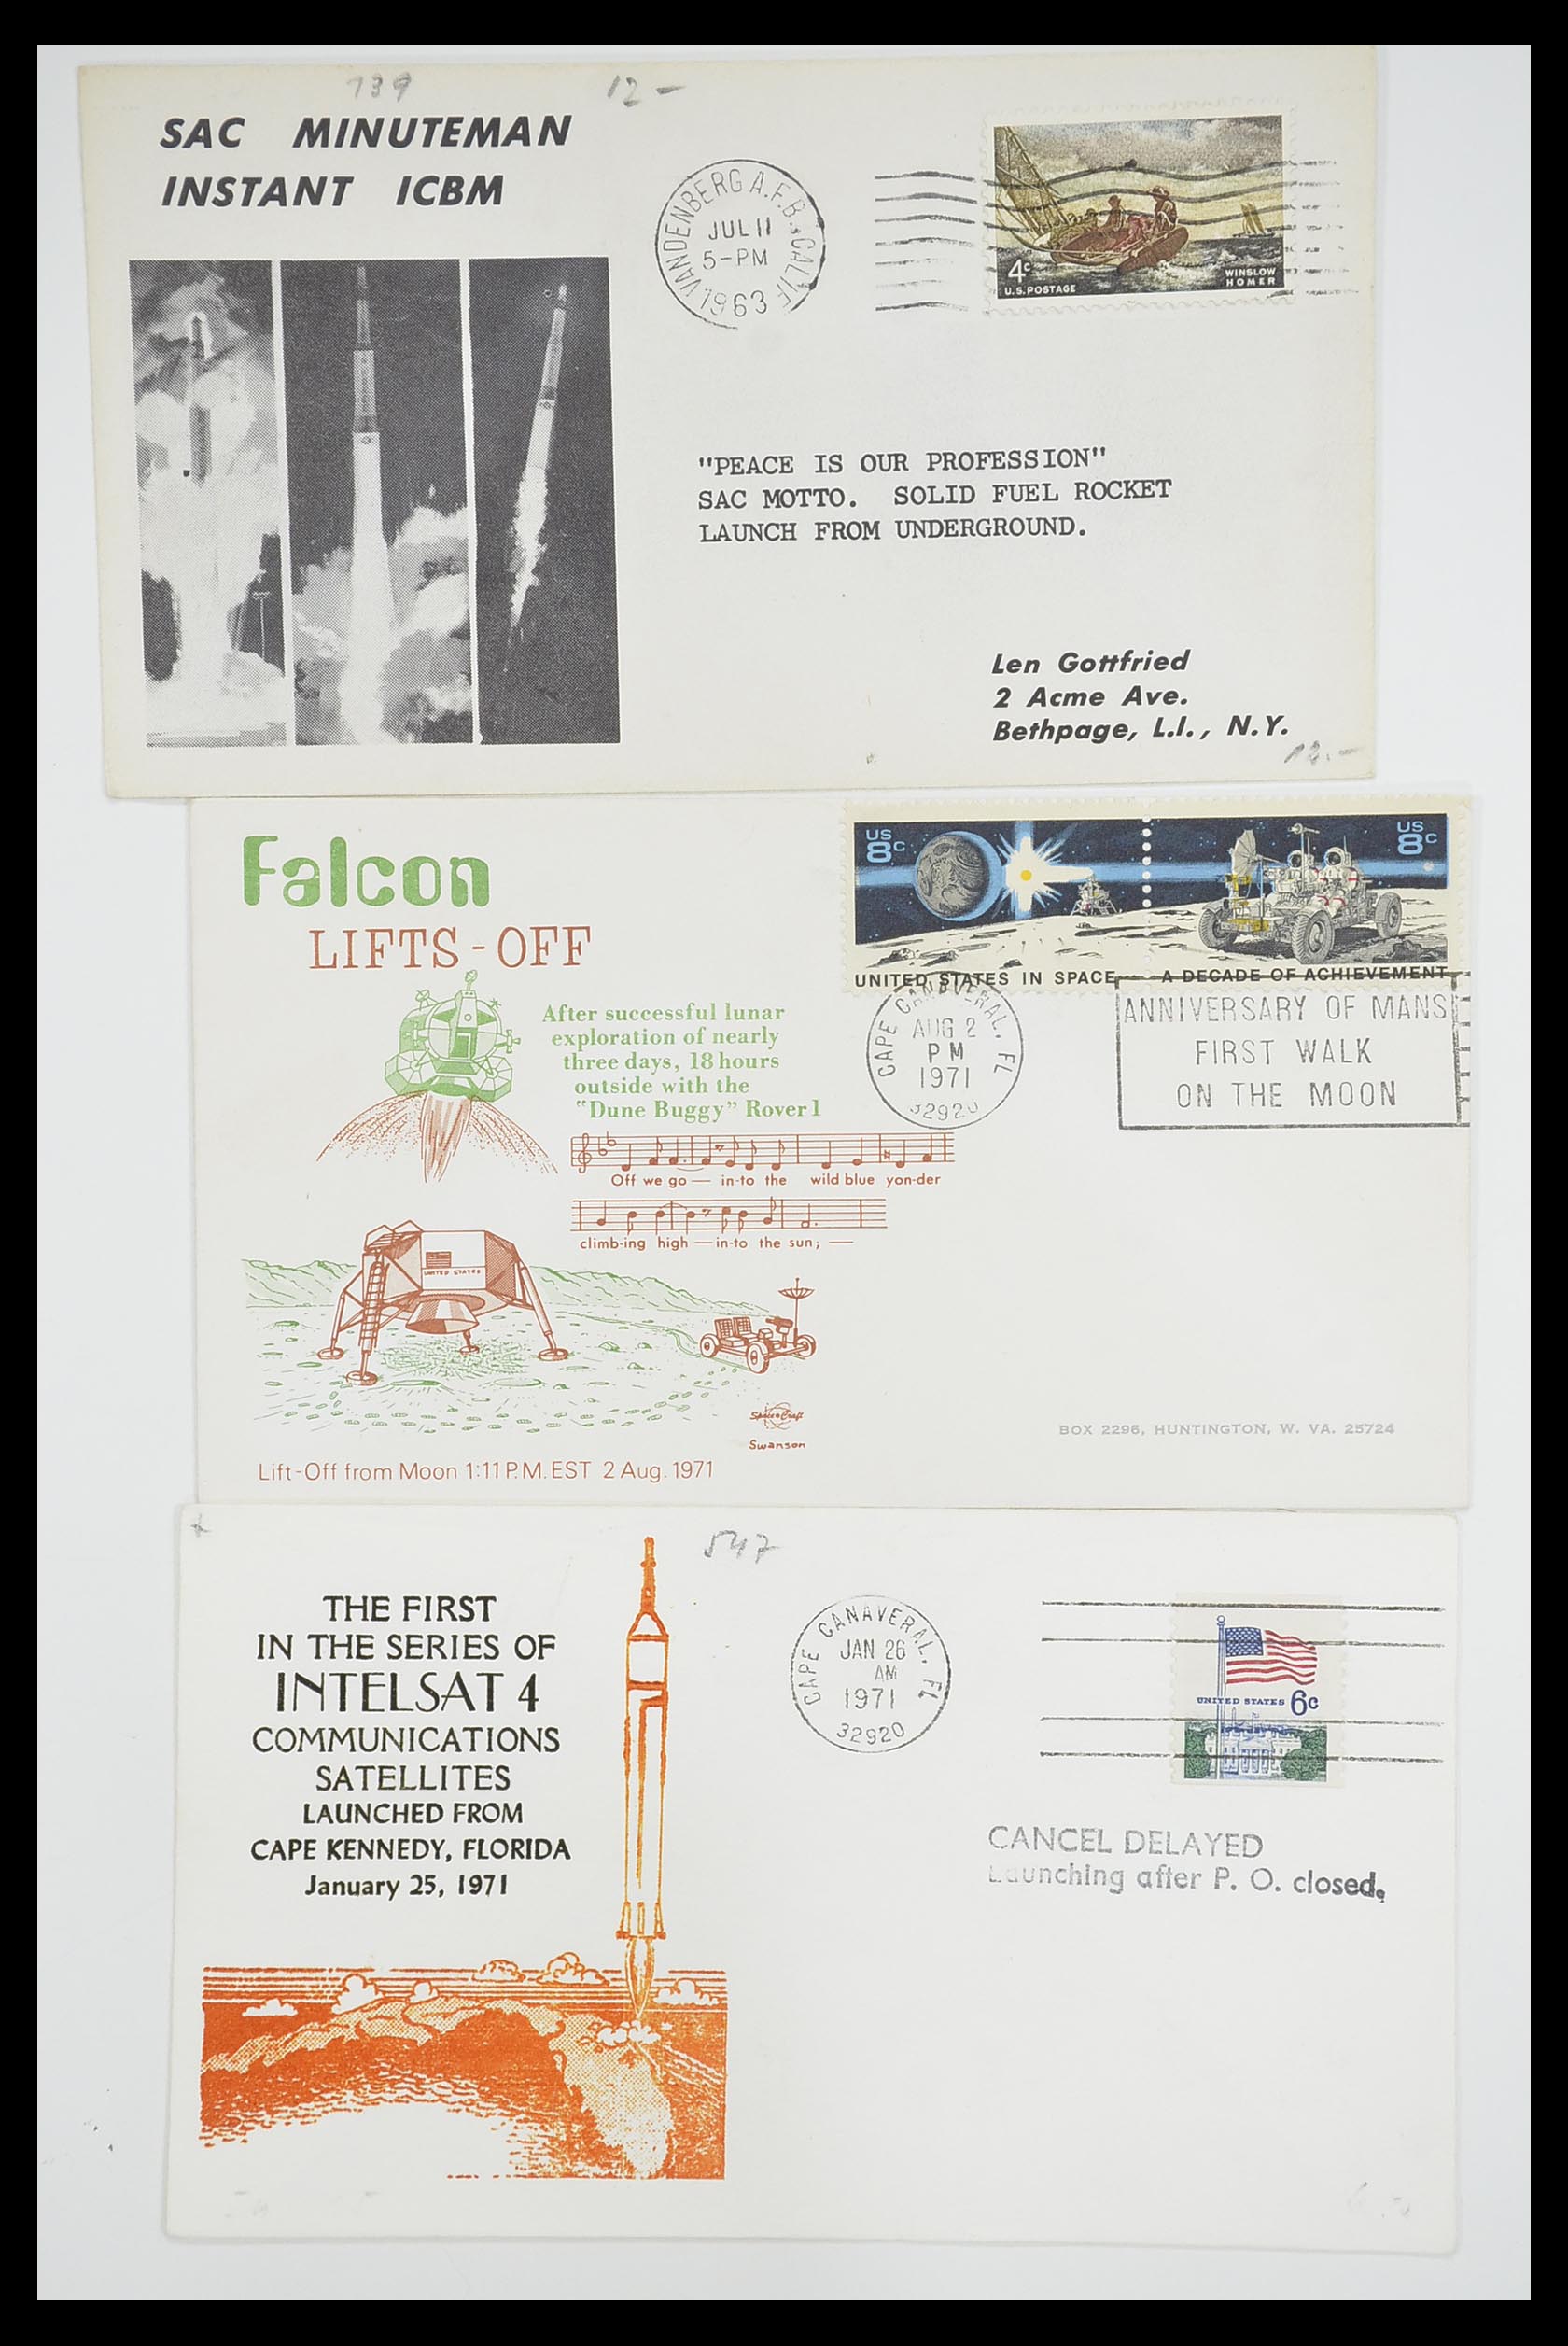 739 12-
SAC MINUTEMAN
INSTANT ICBM
VANDENBERG A.F.B., CALIF
JUL 11
5-PM
1963
4c
U.S. POSTAGE
WINSLOW
HOMER
"PEACE IS OUR PROFESSION"
SAC MOTTO. SOLID FUEL ROCKET
LAUNCH FROM UNDERGROUND.
Len Gottfried
2 Acme Ave.
Bethpage, L.I., N.Y.
12.-
Falcon
LIFTS-OFF
After successful lunar
exploration of nearly
three days, 18 hours
outside with the
"Dune Buggy" Rover 1
US
8c
US
8c
UNITED STATES IN SPACE... A DECADE OF ACHIEVEMENT
CAPE CANAVERAL, FL
AUG 2
PM
1971
32920
ANNIVERSARY OF MANS
FIRST WALK
ON THE MOON
Off we go — in-to the wild blue yon-der
climb-ing high — in-to the sun; —
UNITED STATES
Space Craft
Swanson
BOX 2296, HUNTINGTON, W. VA. 25724
Lift-Off from Moon 1:11 P.M. EST 2 Aug. 1971
547
THE FIRST
IN THE SERIES OF
INTELSAT 4
COMMUNICATIONS
SATELLITES
LAUNCHED FROM
CAPE KENNEDY, FLORIDA
January 25, 1971
CAPE CANAVERAL, FL
JAN 26
AM
1971
32920
UNITED STATES 6c
CANCEL DELAYED
Launching after P. O. closed.